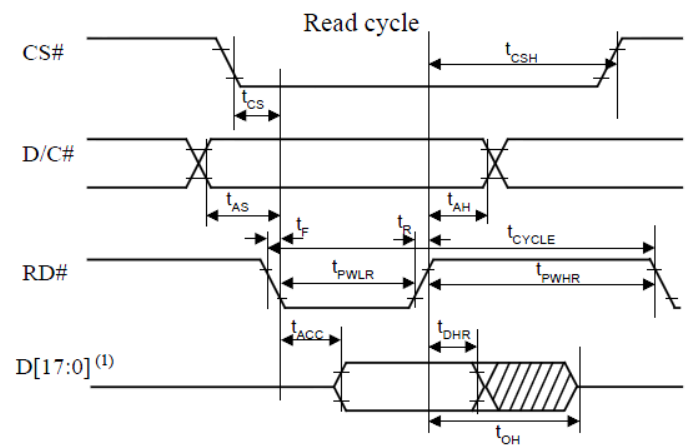 Read cycle
CS#
tCSH
tCS
D/C#
tAS
tF
tR
tAH
tCYCLE
RD#
tPWLR
tPWHR
tACC
tDHR
D[17:0] (1)
tOH